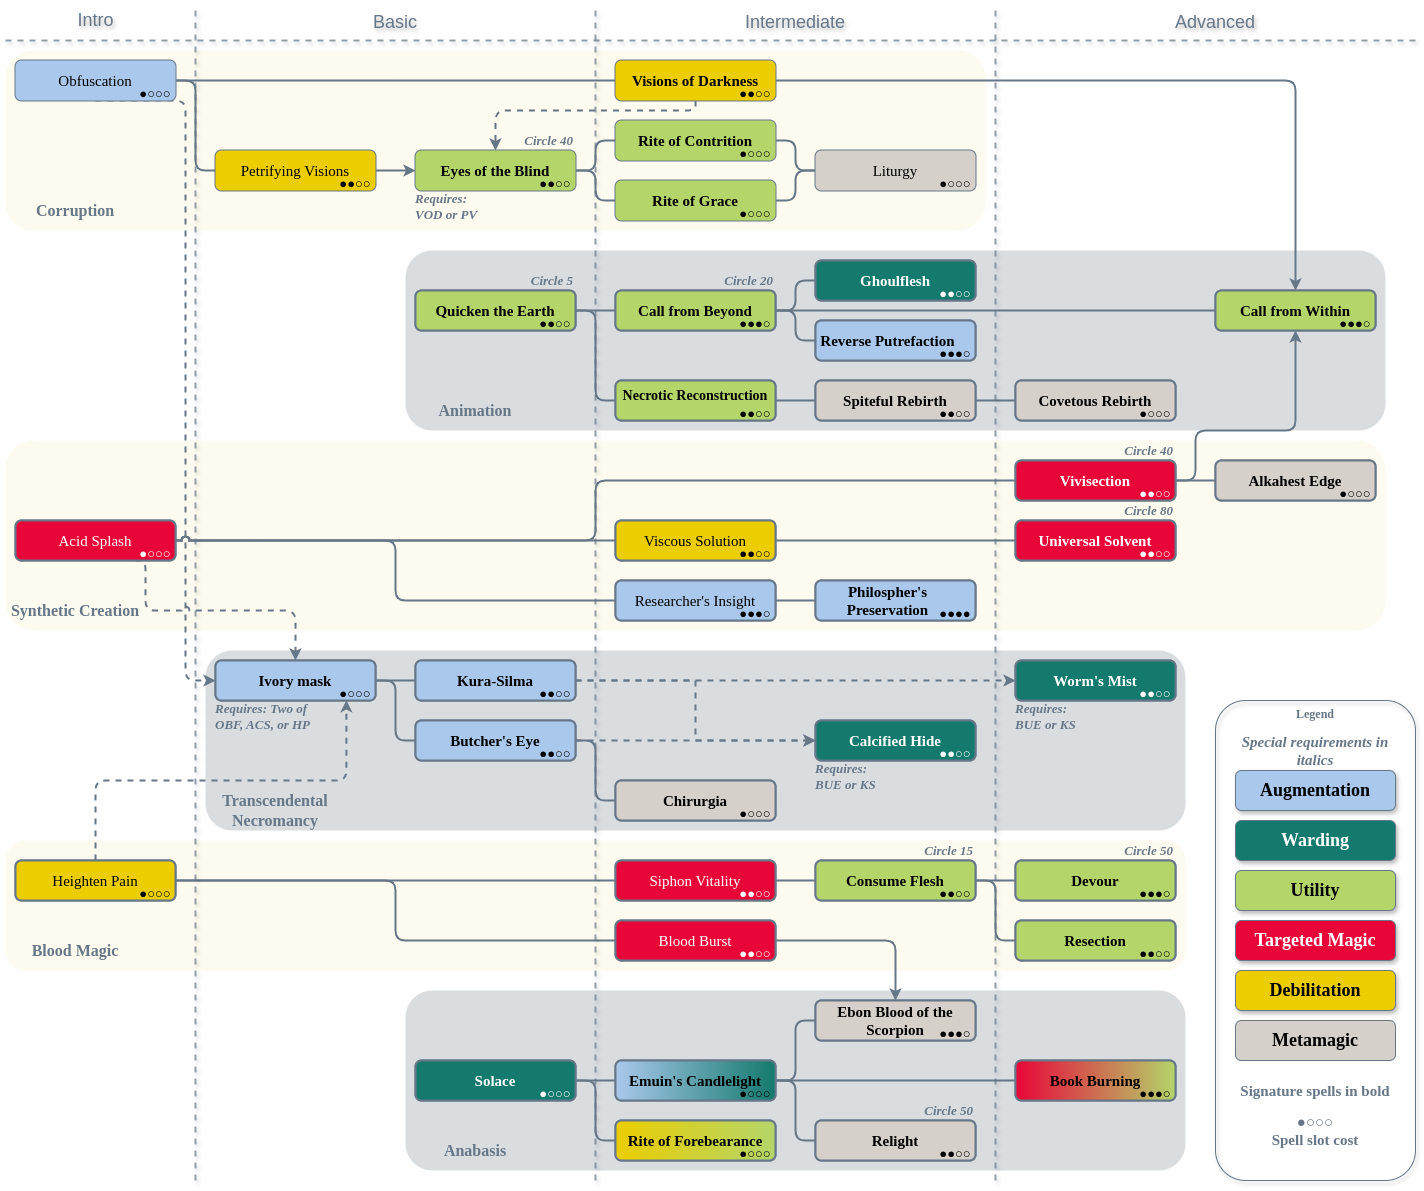 Intro
Basic
Intermediate
Advanced
Obfuscation
●○○○
Visions of Darkness
●●○○
Circle 40
Rite of Contrition
●○○○
Petrifying Visions
●●○○
Eyes of the Blind
●●○○
Liturgy
●○○○
Requires:
VOD or PV
Rite of Grace
●○○○
Corruption
Circle 5
Circle 20
Ghoulflesh
●●○○
Quicken the Earth
●●○○
Call from Beyond
●●●○
Call from Within
●●●○
Reverse Putrefaction
●●●○
Necrotic Reconstruction
●●○○
Spiteful Rebirth
●●○○
Covetous Rebirth
●○○○
Animation
Circle 40
Vivisection
●●○○
Alkahest Edge
●○○○
Circle 80
Acid Splash
●○○○
Viscous Solution
●●○○
Universal Solvent
●●○○
Researcher's Insight
●●●○
Philospher's
Preservation
●●●●
Synthetic Creation
Ivory mask
●○○○
Kura-Silma
●●○○
Worm's Mist
●●○○
Requires: Two of
OBF, ACS, or HP
Requires:
BUE or KS
Butcher's Eye
●●○○
Calcified Hide
●●○○
Requires:
BUE or KS
Chirurgia
●○○○
Transcendental
Necromancy
Circle 15
Circle 50
Heighten Pain
●○○○
Siphon Vitality
●●○○
Consume Flesh
●●○○
Devour
●●●○
Blood Burst
●●○○
Resection
●●○○
Blood Magic
Ebon Blood of the
Scorpion
●●●○
Solace
●○○○
Emuin's Candlelight
●○○○
Book Burning
●●●○
Circle 50
Rite of Forebearance
●○○○
Relight
●●○○
Anabasis
Legend
Special requirements in
italics
Augmentation
Warding
Utility
Targeted Magic
Debilitation
Metamagic
Signature spells in bold
●○○○
Spell slot cost